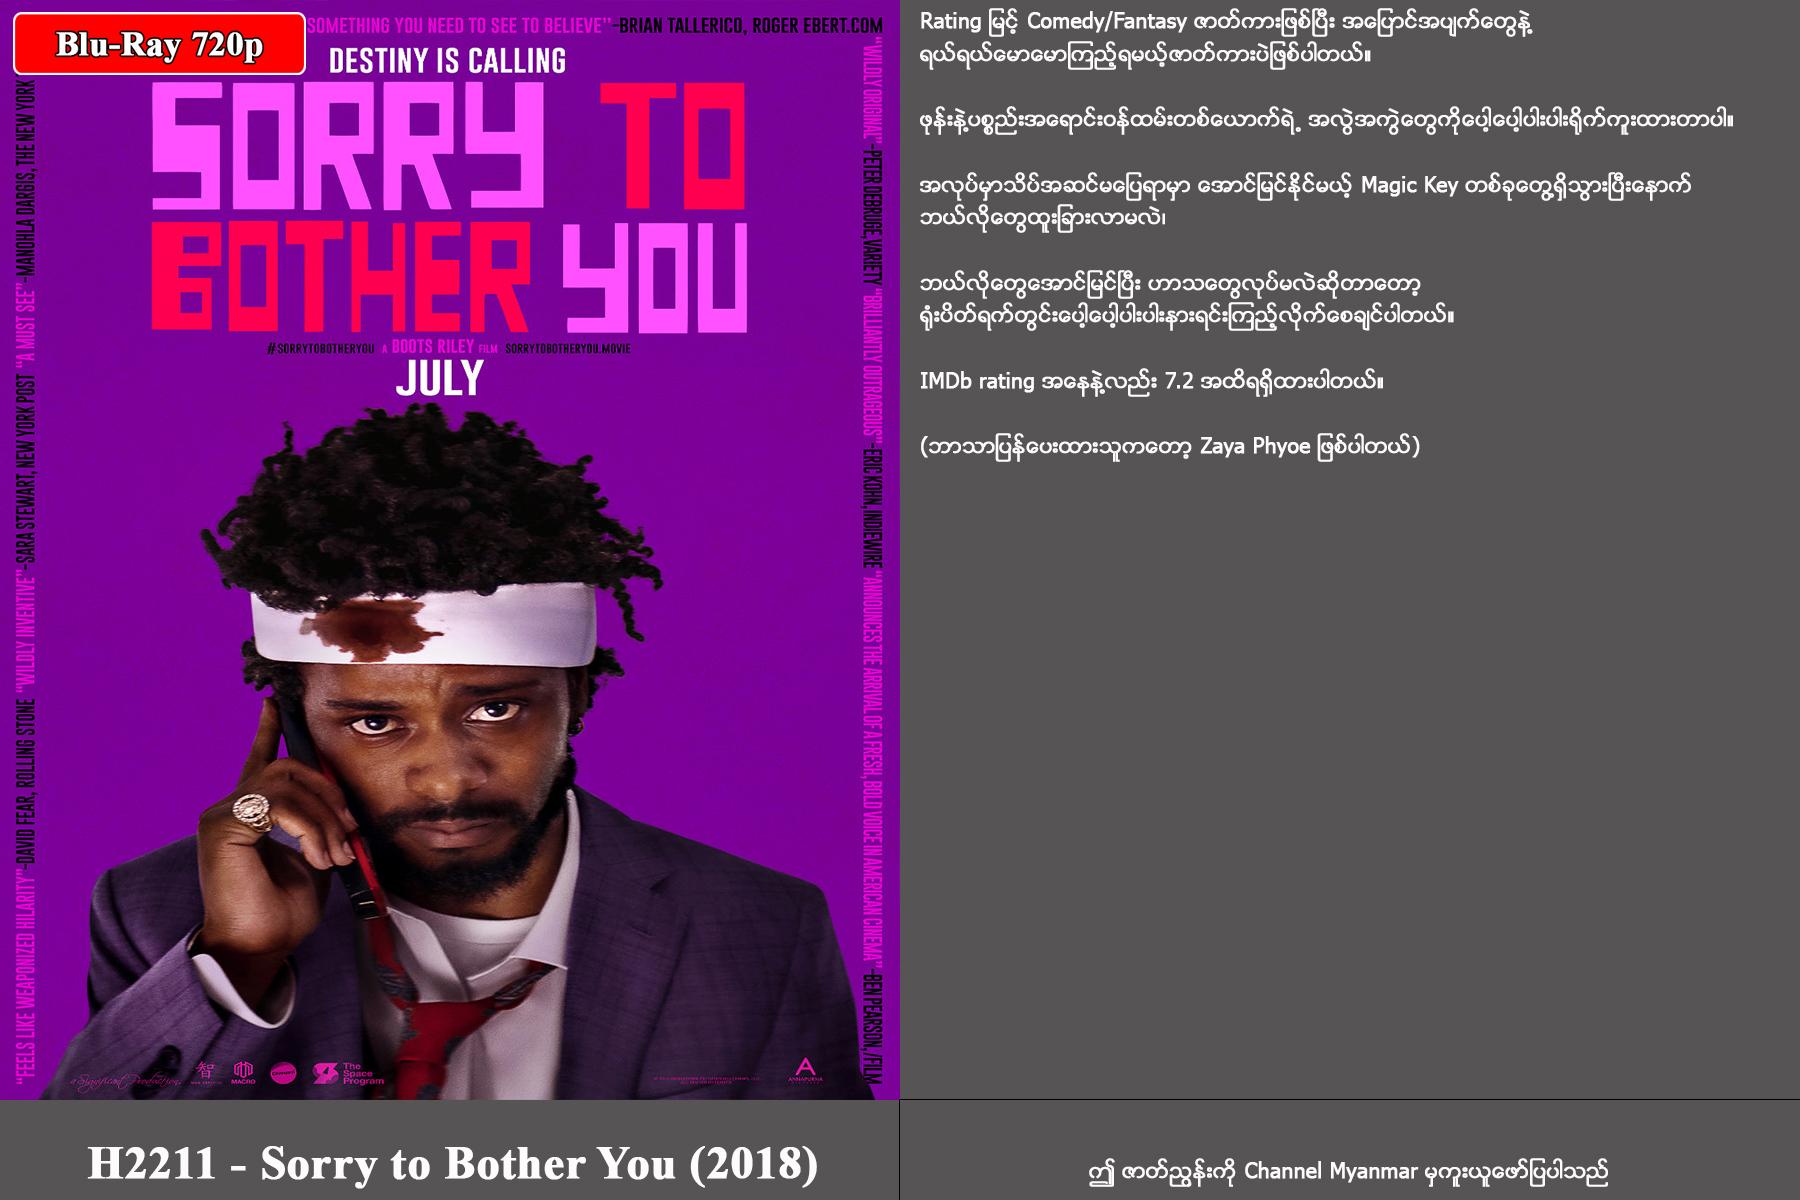 Blu-Ray 720p
SOMETHING YOU NEED TO SEE TO BELIEVE"-BRIAN TALLERICO, ROGER EBERT.COM
DESTINY IS CALLING
SORRY TO
BOTHER YOU
#SORRYTOBOTHERYOU A BOOTS RILEY FILM SORRYTOBOTHERYOU.MOVIE
JULY
"FEELS LIKE WEAPONIZED HILARITY"-DAVID FEAR, ROLLING STONE "WILDLY INVENTIVE"-SARA STEWART, NEW YORK POST "A MUST SEE"-MANOHLA DARGIS, THE NEW YORK
"WILDLY ORIGINAL"-PETER DEBRUGE, VARIETY "BRILLIANTLY OUTRAGEOUS"-ERIC KOHN, INDIEWIRE "ANNOUNCES THE ARRIVAL OF A FRESH, BOLD VOICE IN AMERICAN CINEMA"-BEN PEARSON, /FILM
a Significant Production
MACRO
The Space Program
ANNAPURNA
H2211 - Sorry to Bother You (2018)
Rating မြင့် Comedy/Fantasy ဇာတ်ကားဖြစ်ပြီး အပြောင်အပျက်တွေနဲ့
ရယ်ရယ်မောမောကြည့်ရမယ့်ဇာတ်ကားပဲဖြစ်ပါတယ်။
ဖုန်းနဲ့ပစ္စည်းအရောင်းဝန်ထမ်းတစ်ယောက်ရဲ့ အလွဲအကွဲတွေကိုပေါ့ပေါ့ပါးပါးရိုက်ကူးထားတာပါ။
အလုပ်မှာသိပ်အဆင်မပြေရာမှာ အောင်မြင်နိုင်မယ့် Magic Key တစ်ခုတွေ့ရှိသွားပြီးနောက်
ဘယ်လိုတွေထူးခြားလာမလဲ၊
ဘယ်လိုတွေအောင်မြင်ပြီး ဟာသတွေလုပ်မလဲဆိုတာတော့
ရုံးပိတ်ရက်တွင်းပေါ့ပေါ့ပါးပါးနားရင်းကြည့်လိုက်စေချင်ပါတယ်။
IMDb rating အနေနဲ့လည်း 7.2 အထိရရှိထားပါတယ်။
(ဘာသာပြန်ပေးထားသူကတော့ Zaya Phyoe ဖြစ်ပါတယ်)
ဤ ဇာတ်ညွှန်းကို Channel Myanmar မှကူးယူဖော်ပြပါသည်